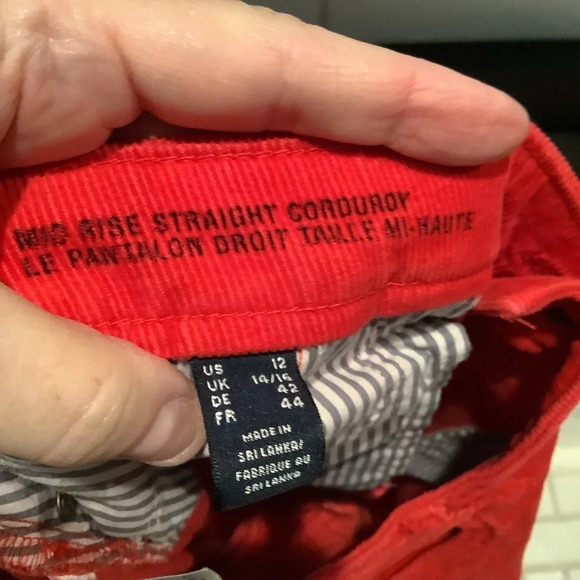 MID RISE STRAIGHT CORDUROY
LE PANTALON DROIT TAILLE MI-HAUTE
US 12
UK 14/16
DE 42
FR 44
MADE IN
SRI LANKA/
FABRIQUE AU
SRI LANKA